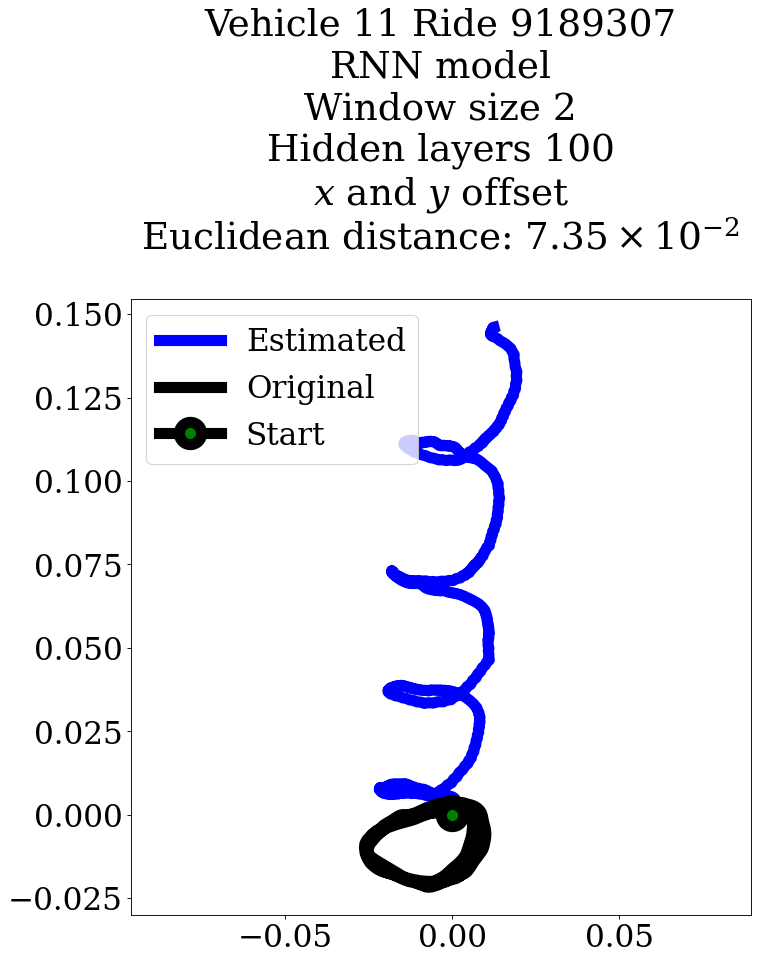 Vehicle 11 Ride 9189307
RNN model
Window size 2
Hidden layers 100
x and y offset
Euclidean distance: 7.35 × 10⁻²
Estimated
Original
Start
0.150
0.125
0.100
0.075
0.050
0.025
0.000
−0.025
−0.05 0.00 0.05